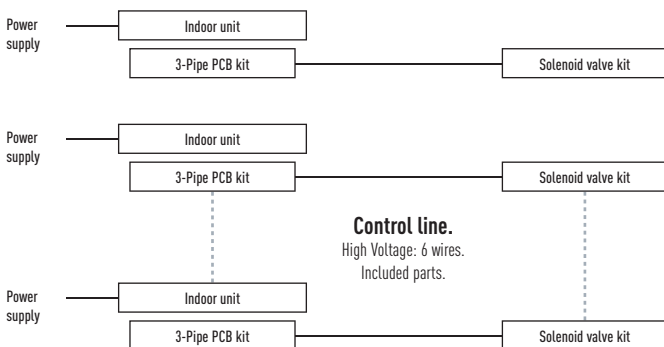 Power
supply
Indoor unit
3-Pipe PCB kit
Solenoid valve kit
Power
supply
Indoor unit
3-Pipe PCB kit
Solenoid valve kit
Control line.
High Voltage: 6 wires.
Included parts.
Power
supply
Indoor unit
3-Pipe PCB kit
Solenoid valve kit